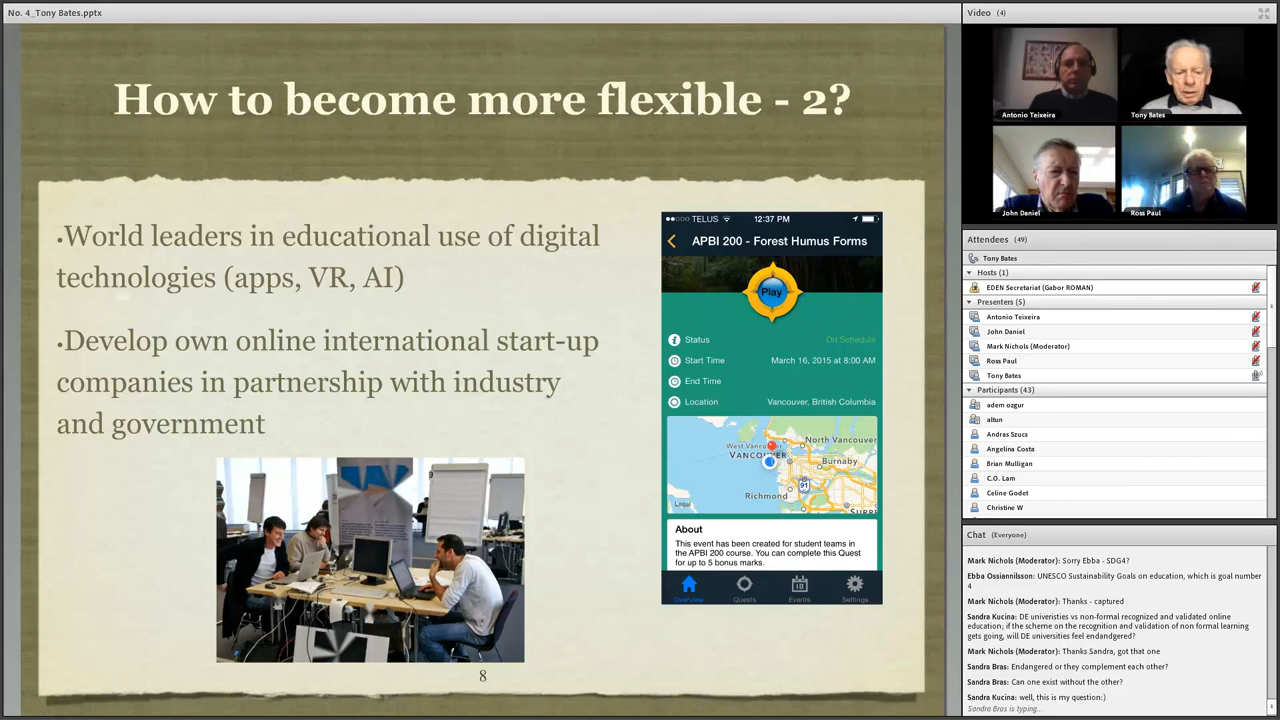 No. 4_Tony Bates.pptx
How to become more flexible - 2?
•World leaders in educational use of digital
technologies (apps, VR, AI)
•Develop own online international start-up
companies in partnership with industry
and government
TELUS 12:37 PM
APBI 200 - Forest Humus Forms
Play
Status On Schedule
Start Time March 16, 2015 at 8:00 AM
End Time
Location Vancouver, British Columbia
North Vancouver
West Vancouver
VANCOUVER
Burnaby
91
Richmond
Legal
About
This event has been created for student teams in
the APBI 200 course. You can complete this Quest
for up to 5 bonus marks.
Overview Quests Events Settings
8
Video (4)
Antonio Teixeira
Tony Bates
John Daniel
Ross Paul
Attendees (49)
Tony Bates
Hosts (1)
EDEN Secretariat (Gabor ROMAN)
Presenters (5)
Antonio Teixeira
John Daniel
Mark Nichols (Moderator)
Ross Paul
Tony Bates
Participants (43)
adem ozgur
altun
Andras Szucs
Angelina Costa
Brian Mulligan
C.O. Lam
Celine Godet
Christine W
Chat (Everyone)
Mark Nichols (Moderator): Sorry Ebba - SDG4?
Ebba Ossiannilsson: UNESCO Sustainability Goals on education, which is goal number
4
Mark Nichols (Moderator): Thanks - captured
Sandra Kucina: DE univeristies vs non-formal recognized and validated online
education; if the scheme on the recognition and validation of non formal learning
gets going, will DE universities feel endandgered?
Mark Nichols (Moderator): Thanks Sandra, got that one
Sandra Bras: Endangered or they complement each other?
Sandra Bras: Can one exist without the other?
Sandra Kucina: well, this is my question:)
Sandra Bras is typing...